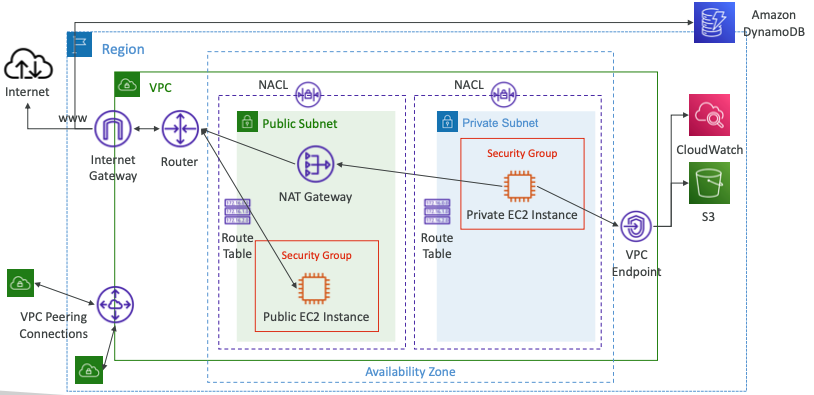 Amazon
DynamoDB
Region
Internet
VPC
www
Internet
Gateway
Router
NACL
Public Subnet
NAT Gateway
Route
Table
Security Group
Public EC2 Instance
NACL
Private Subnet
Security Group
Private EC2 Instance
Route
Table
CloudWatch
S3
VPC
Endpoint
VPC Peering
Connections
Availability Zone